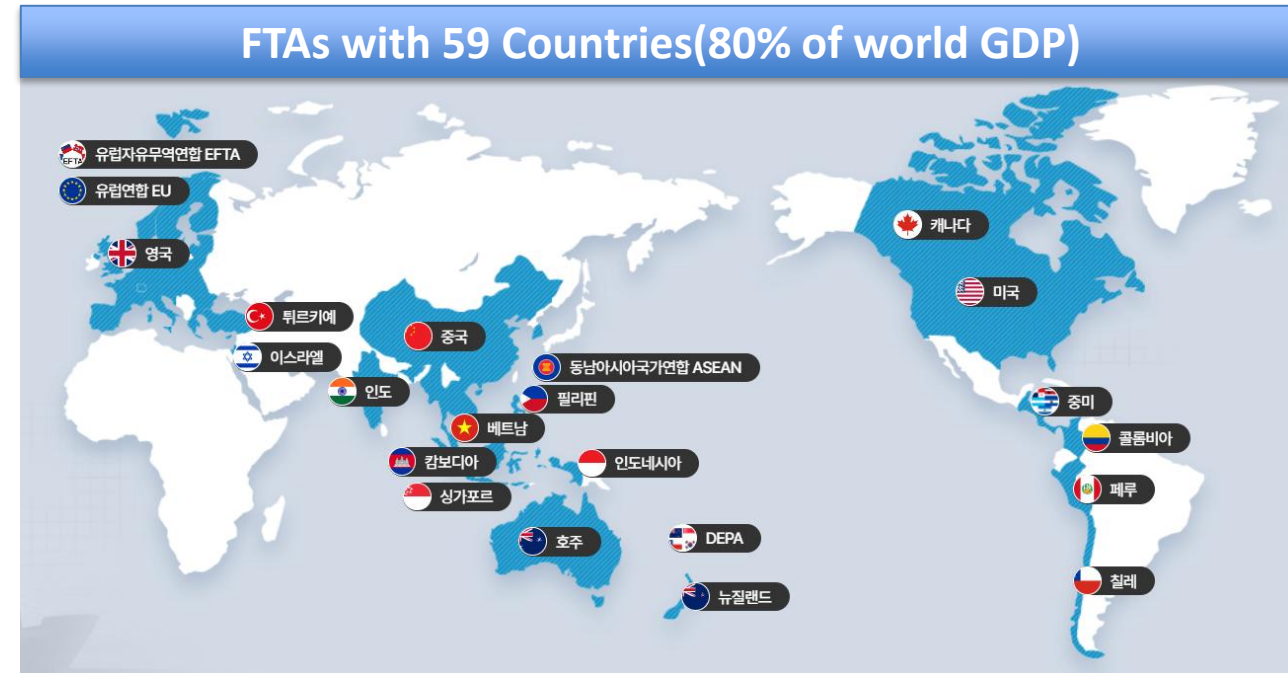 FTAs with 59 Countries(80% of world GDP)
EFTA
유럽자유무역연합 EFTA
유럽연합 EU
영국
캐나다
미국
튀르키예
중국
이스라엘
동남아시아국가연합 ASEAN
인도
필리핀
중미
베트남
콜롬비아
캄보디아
인도네시아
싱가포르
페루
호주
DEPA
칠레
뉴질랜드